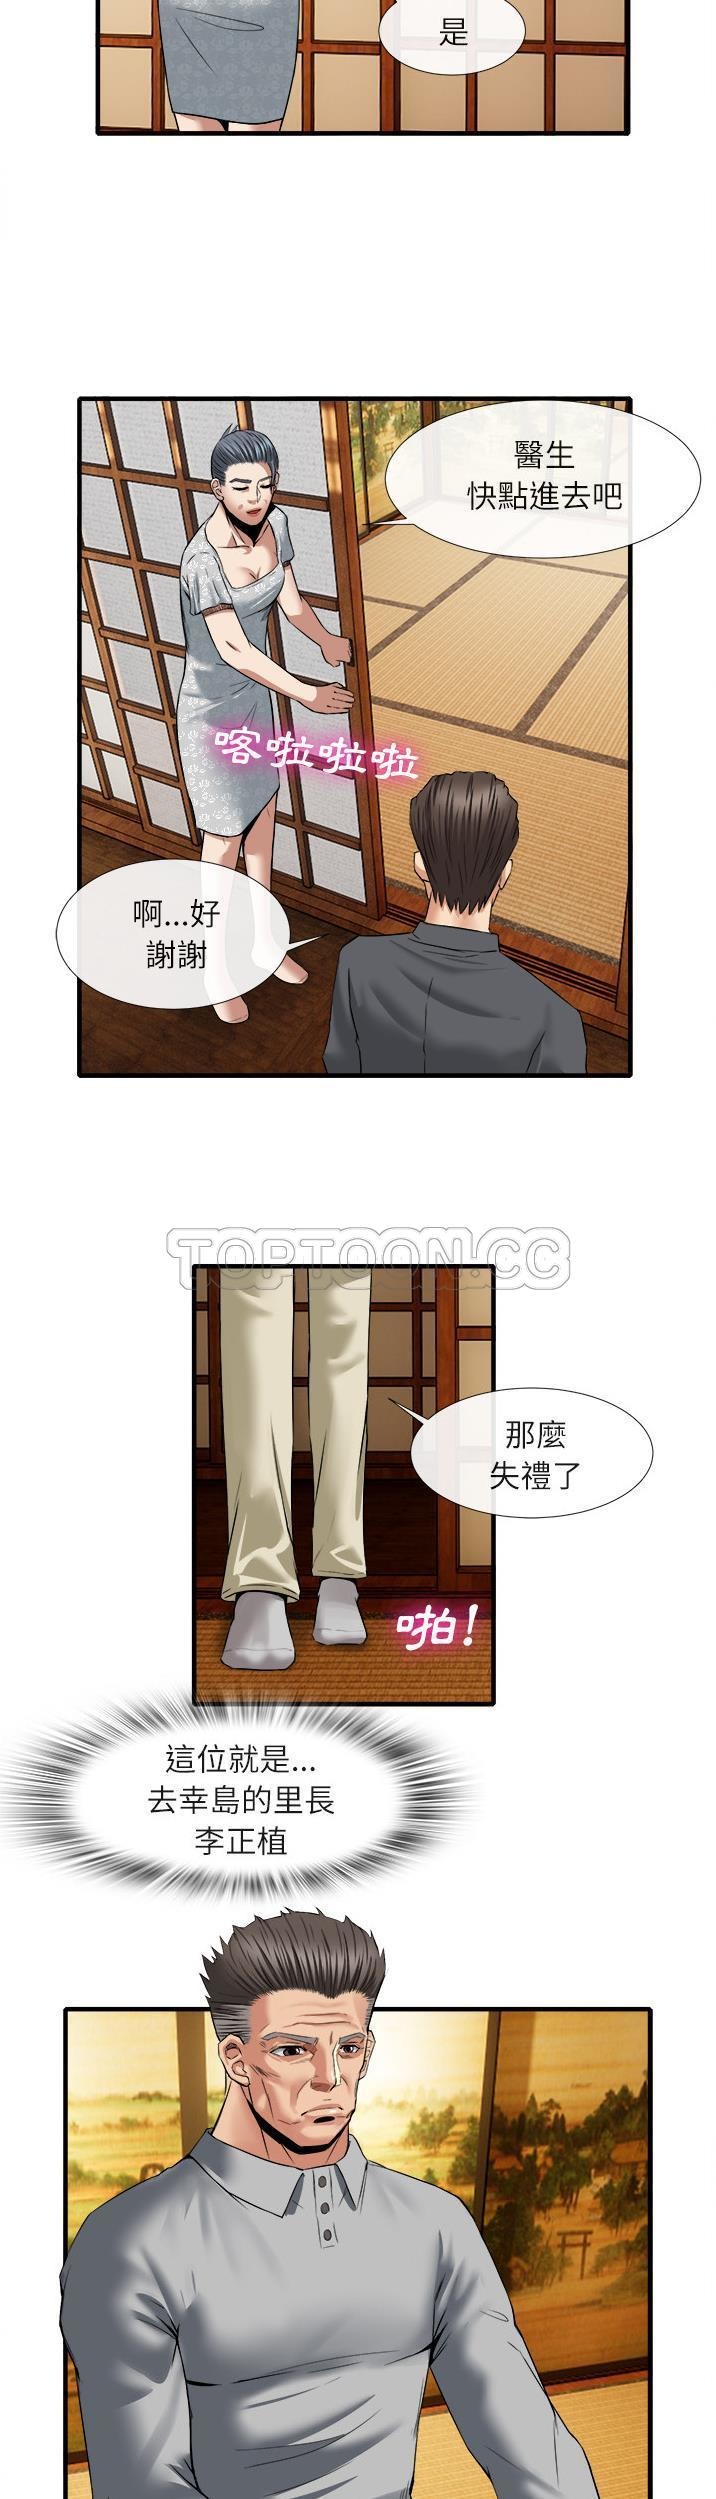 是
醫生
快點進去吧
喀啦啦啦
啊...好
謝謝
TOPTOON.CC
那麼
失禮了
啪!
這位就是...
去幸島的里長
李正植